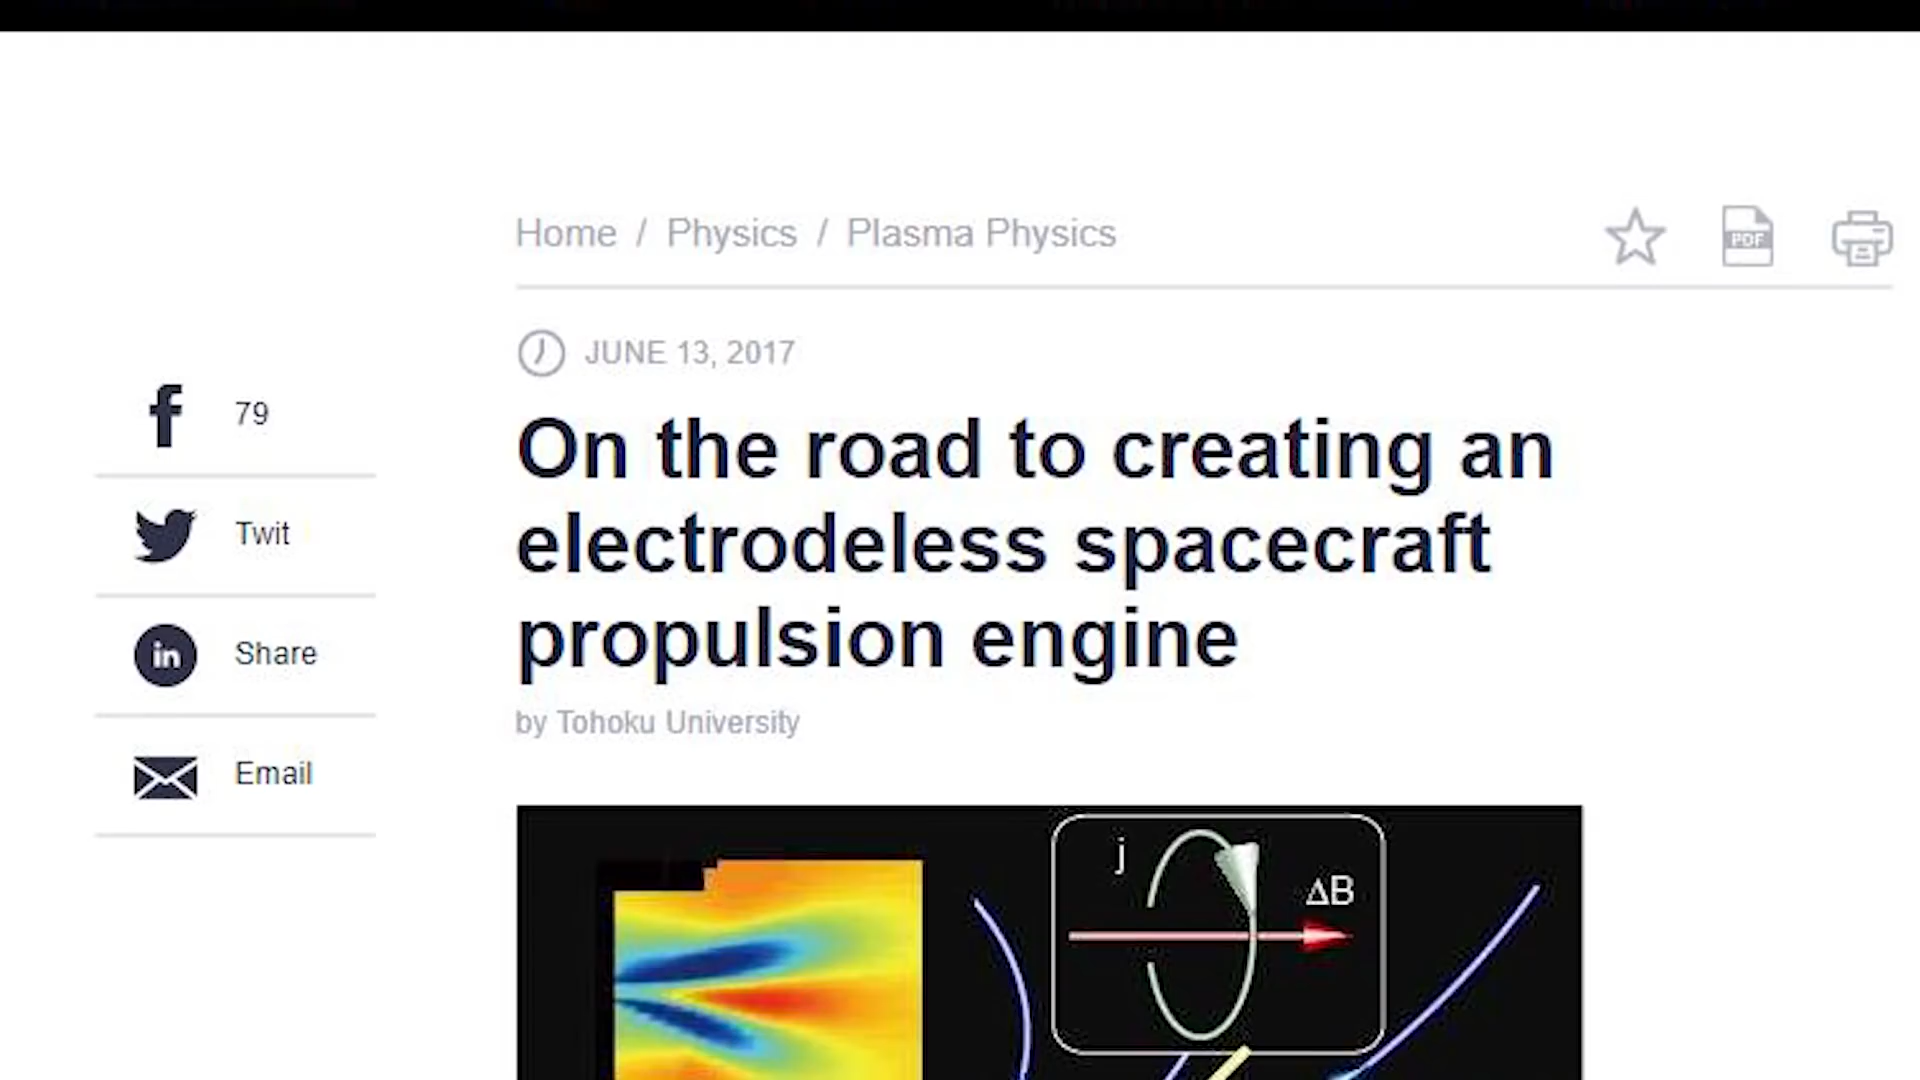 Home / Physics / Plasma Physics
PDF
JUNE 13, 2017
79
Twit
in Share
Email
On the road to creating an
electrodeless spacecraft
propulsion engine
by Tohoku University
j
ΔB